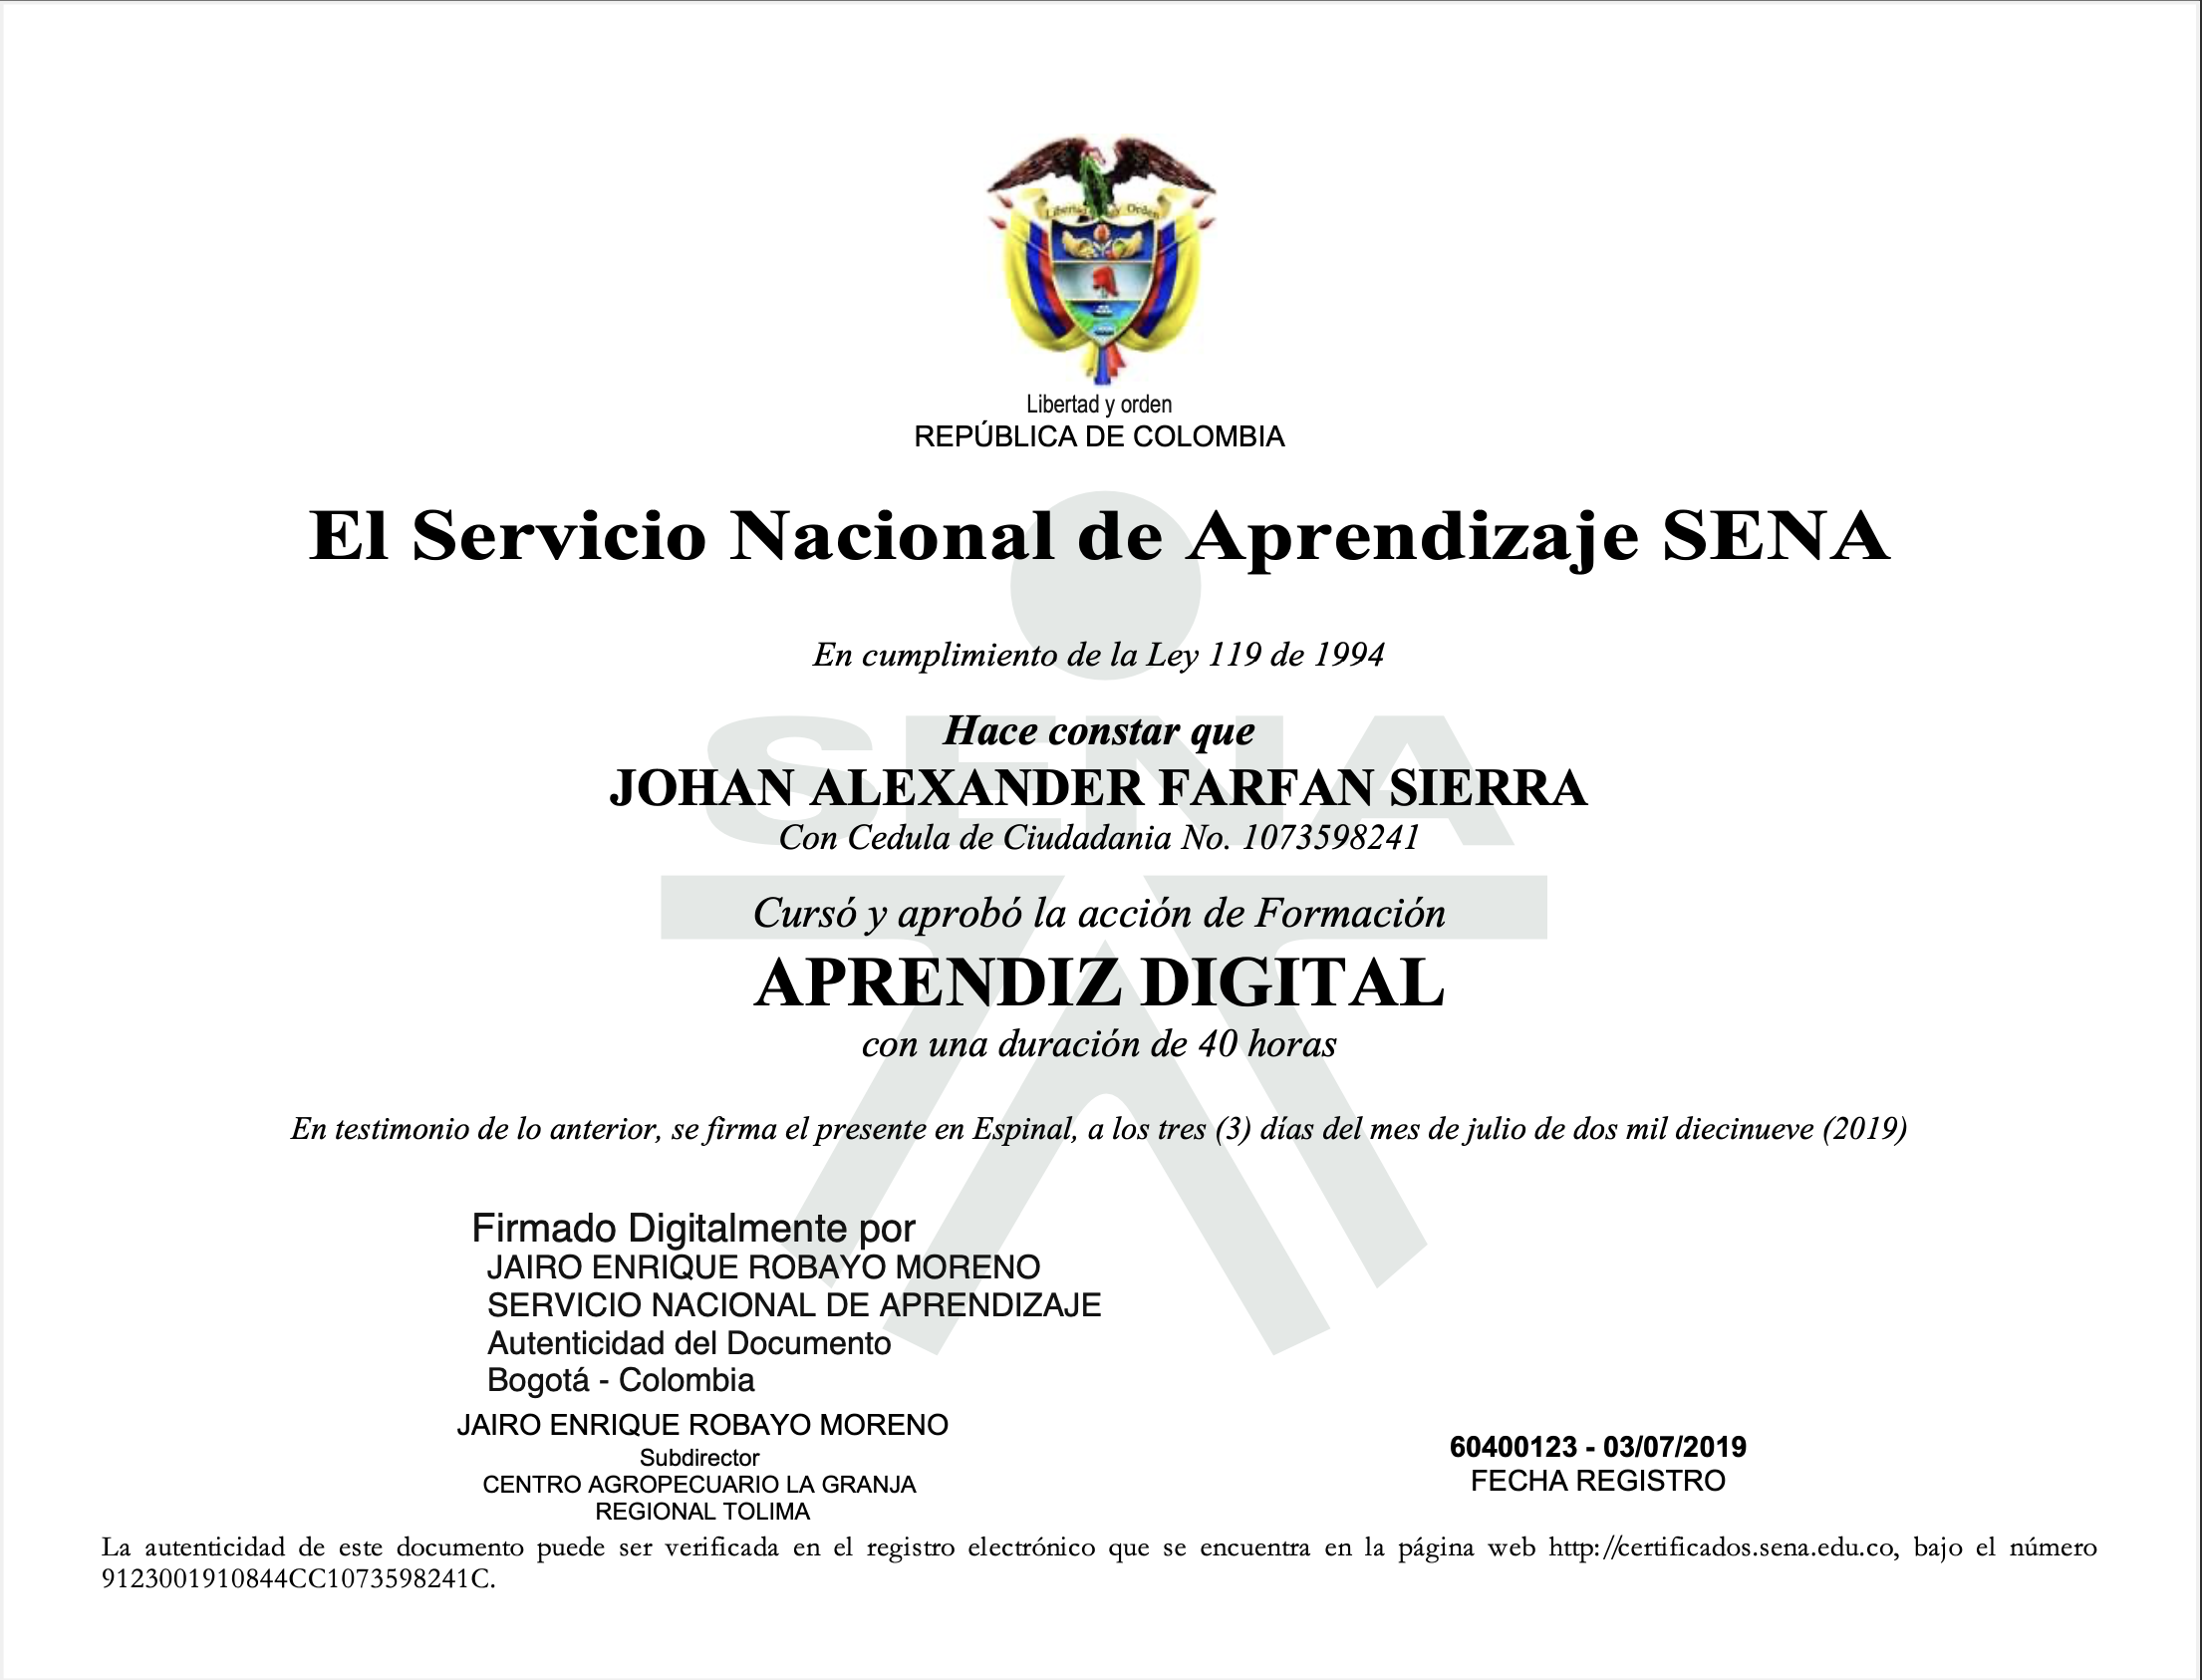 Libertad y Orden
Libertad y orden
REPÚBLICA DE COLOMBIA
El Servicio Nacional de Aprendizaje SENA
En cumplimiento de la Ley 119 de 1994
Hace constar que
SENA
JOHAN ALEXANDER FARFAN SIERRA
Con Cedula de Ciudadania No. 1073598241
Cursó y aprobó la acción de Formación
APRENDIZ DIGITAL
con una duración de 40 horas
En testimonio de lo anterior, se firma el presente en Espinal, a los tres (3) días del mes de julio de dos mil diecinueve (2019)
Firmado Digitalmente por
JAIRO ENRIQUE ROBAYO MORENO
SERVICIO NACIONAL DE APRENDIZAJE
Autenticidad del Documento
Bogotá - Colombia
JAIRO ENRIQUE ROBAYO MORENO
Subdirector
CENTRO AGROPECUARIO LA GRANJA
REGIONAL TOLIMA
60400123 - 03/07/2019
FECHA REGISTRO
La autenticidad de este documento puede ser verificada en el registro electrónico que se encuentra en la página web http://certificados.sena.edu.co, bajo el número
9123001910844CC1073598241C.